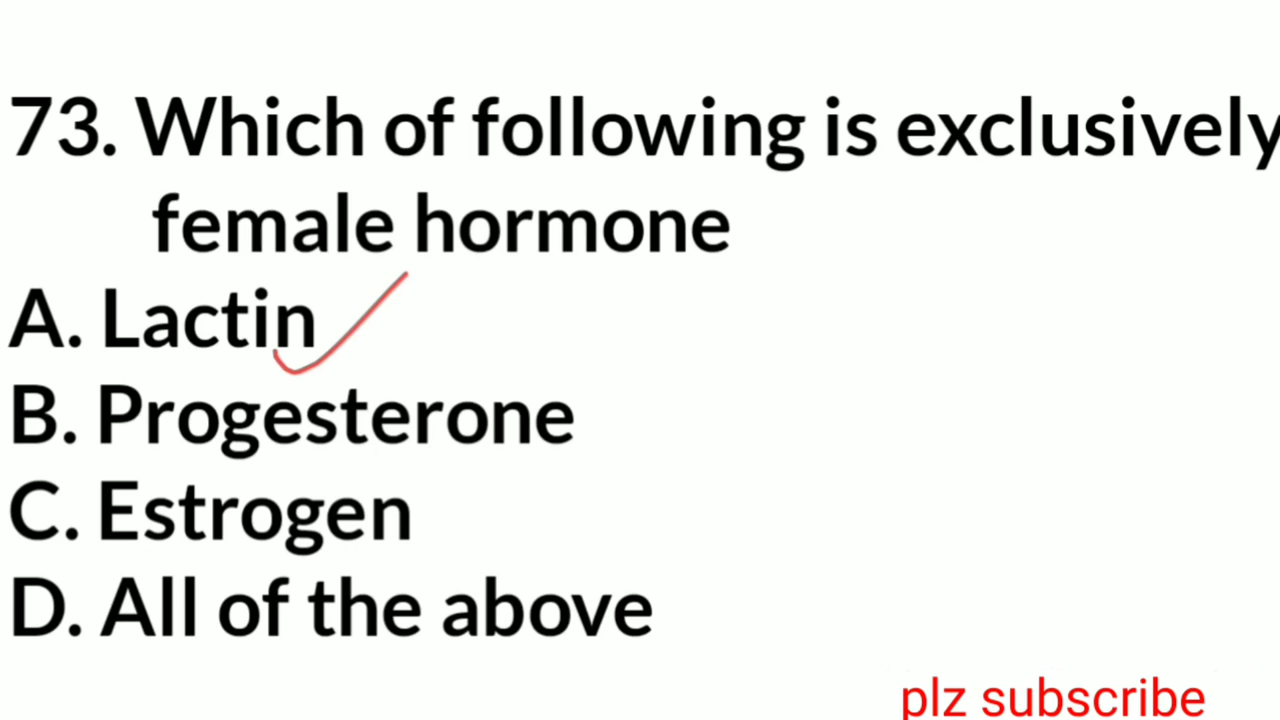 73. Which of following is exclusively
female hormone
A. Lactin
B. Progesterone
C. Estrogen
D. All of the above
plz subscribe